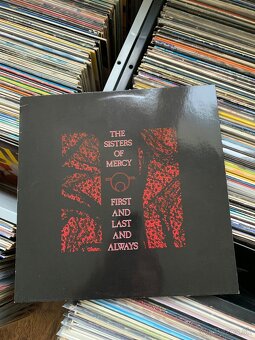 THE
SISTERS
OF
MERCY
FIRST
AND
LAST AND
ALWAYS